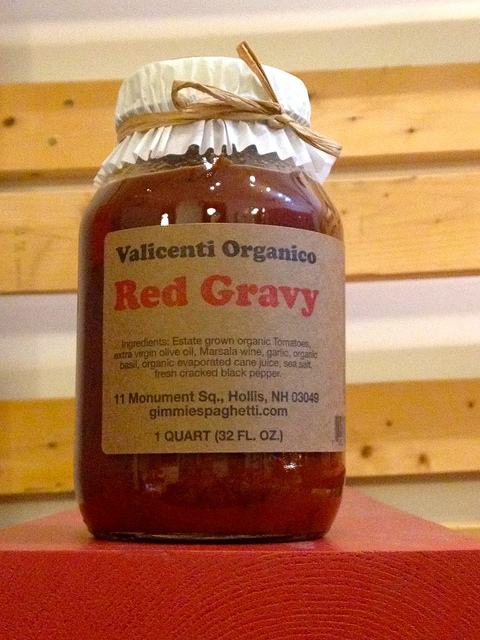 Valicenti Organico
Red Gravy
Ingredients: Estate grown organic Tomatoes,
extra virgin olive oil, Marsala wine, garlic, organic
basil, organic evaporated cane juice, sea salt,
fresh cracked black pepper.
11 Monument Sq., Hollis, NH 03049
gimmiespaghetti.com
1 QUART (32 FL. OZ.)